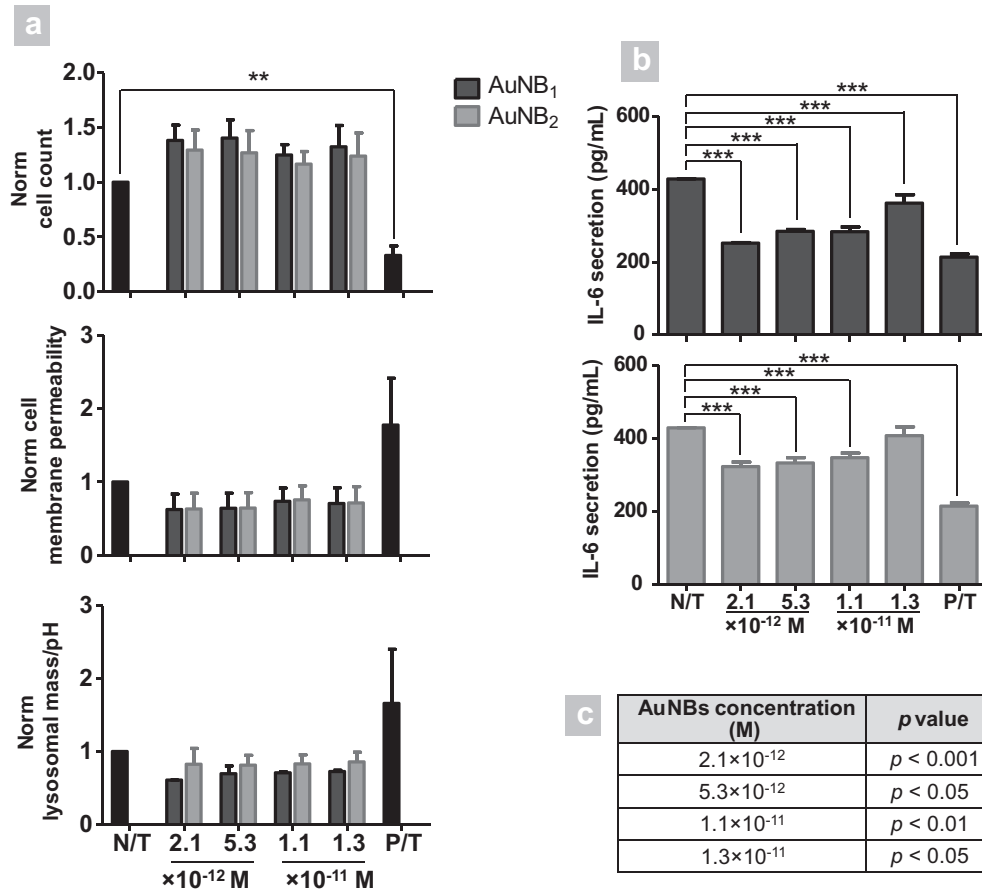 a
2.0
**
1.5
1.0
0.5
0.0
Norm
cell count
AuNB₁
AuNB₂
3
2
1
0
Norm cell
membrane permeability
3
2
1
0
Norm
lysosomal mass/pH
N/T 2.1 5.3 1.1 1.3 P/T
×10⁻¹² M ×10⁻¹¹ M
b
***
***
***
***
***
600
400
200
0
IL-6 secretion (pg/mL)
***
***
***
***
600
400
200
0
IL-6 secretion (pg/mL)
N/T 2.1 5.3 1.1 1.3 P/T
×10⁻¹² M ×10⁻¹¹ M
c
AuNBs concentration
(M)
p value
2.1×10⁻¹² p < 0.001
5.3×10⁻¹² p < 0.05
1.1×10⁻¹¹ p < 0.01
1.3×10⁻¹¹ p < 0.05